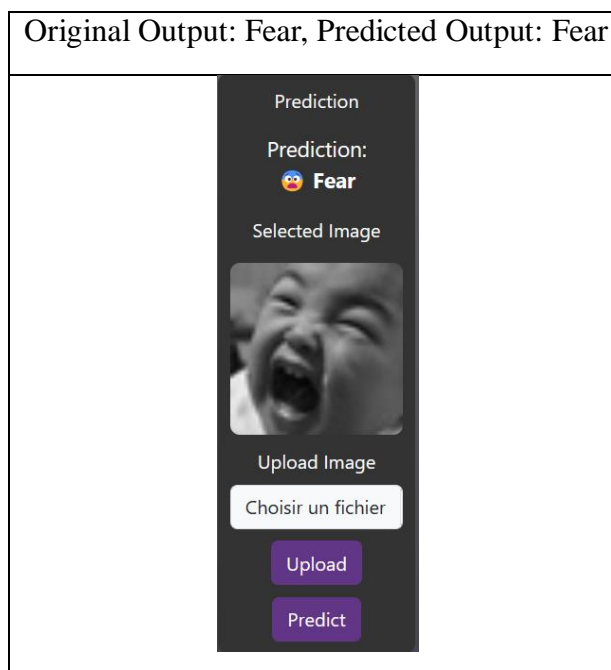 Original Output: Fear, Predicted Output: Fear
Prediction
Prediction:
😨 Fear
Selected Image
Upload Image
Choisir un fichier
Upload
Predict